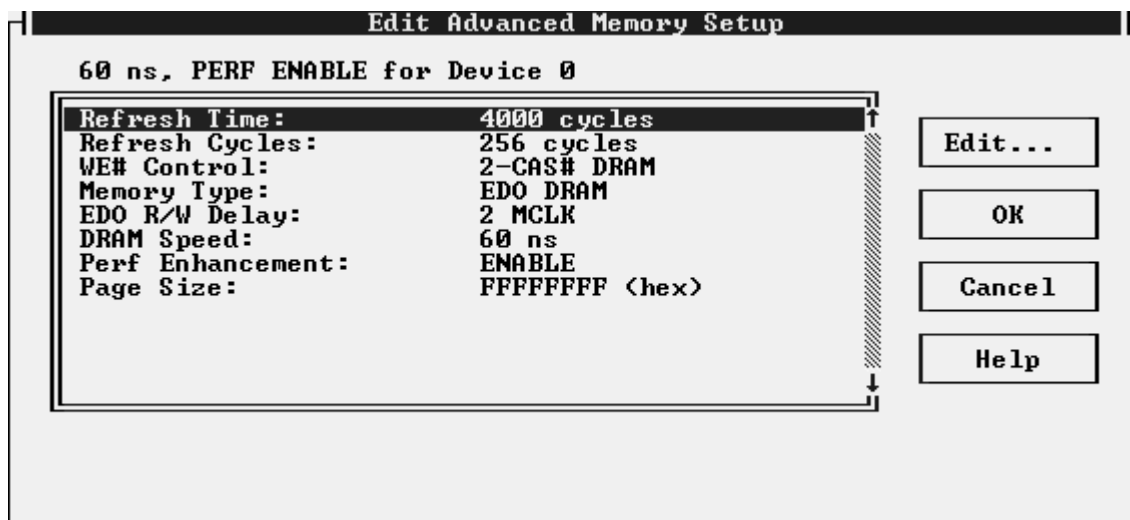 Edit Advanced Memory Setup
60 ns, PERF ENABLE for Device 0
Refresh Time: 4000 cycles
Refresh Cycles: 256 cycles
WE# Control: 2-CAS# DRAM
Memory Type: EDO DRAM
EDO R/W Delay: 2 MCLK
DRAM Speed: 60 ns
Perf Enhancement: ENABLE
Page Size: FFFFFFFF (hex)
Edit...
OK
Cancel
Help